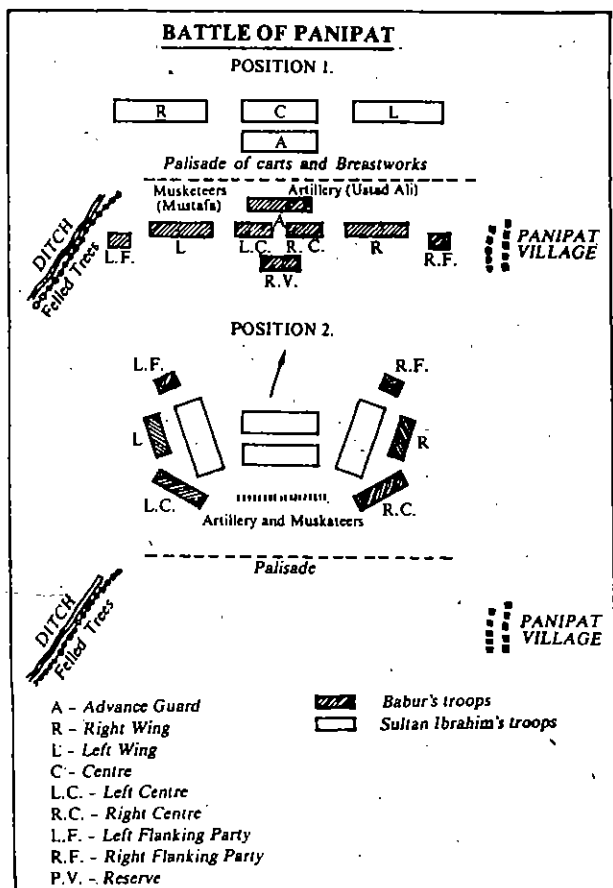 BATTLE OF PANIPAT
POSITION 1.
R C L
A
Palisade of carts and Breastworks
Musketeers
(Mustafa)
Artillery (Ustad Ali)
A
L.F. L L.C. R.C. R R.F.
R.V.
DITCH
Felled Trees
PANIPAT
VILLAGE
POSITION 2.
L.F. R.F.
L R
L.C. R.C.
Artillery and Muskateers
Palisade
DITCH
Felled Trees
PANIPAT
VILLAGE
A - Advance Guard
R - Right Wing
L - Left Wing
C - Centre
L.C. - Left Centre
R.C. - Right Centre
L.F. - Left Flanking Party
R.F. - Right Flanking Party
P.V. - Reserve
Babur's troops
Sultan Ibrahim's troops